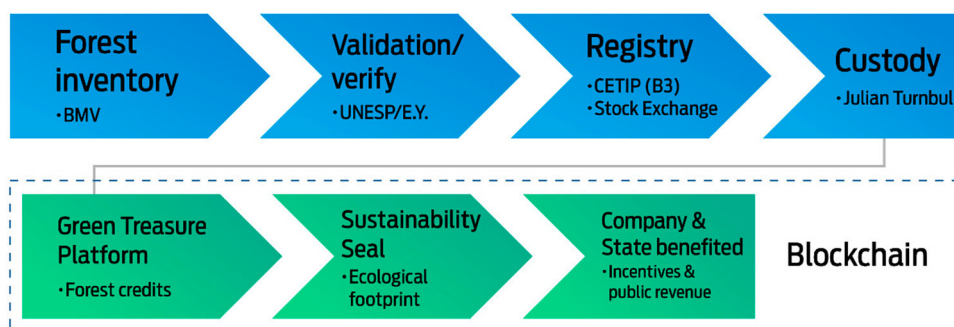 Forest
inventory
·BMV
Validation/
verify
·UNESP/E.Y.
Registry
·CETIP (B3)
·Stock Exchange
Custody
·Julian Turnbul
Green Treasure
Platform
·Forest credits
Sustainability
Seal
·Ecological
footprint
Company &
State benefited
·Incentives &
public revenue
Blockchain